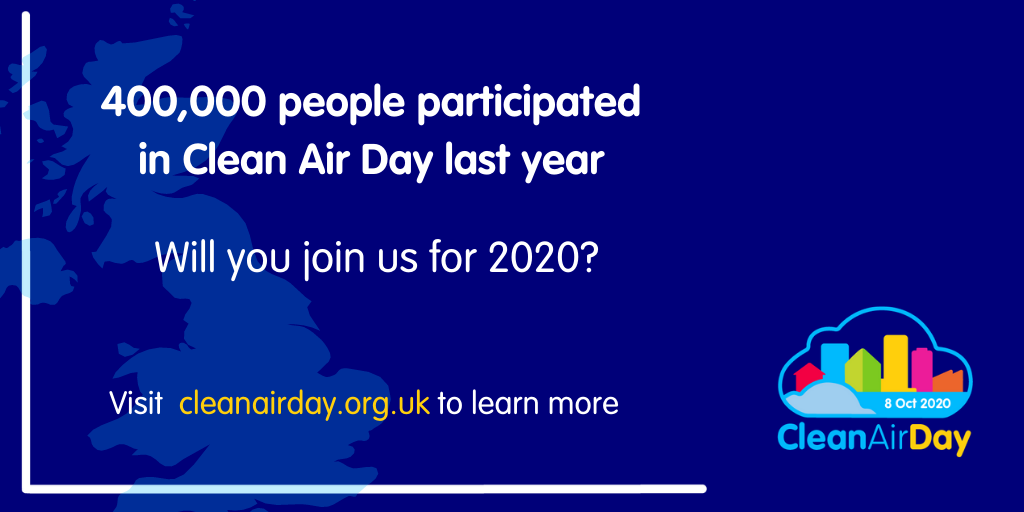 400,000 people participated
in Clean Air Day last year
Will you join us for 2020?
Visit cleanairday.org.uk to learn more
8 Oct 2020
CleanAirDay